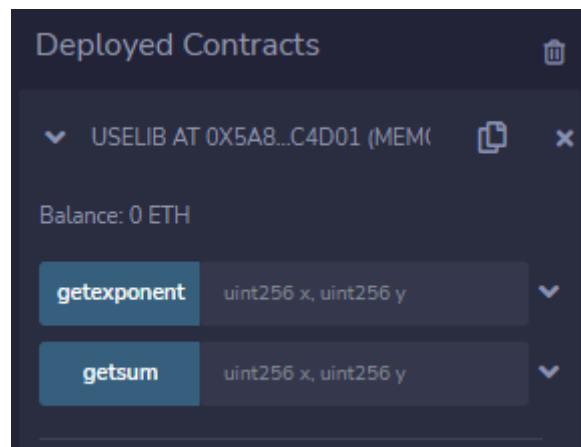 Deployed Contracts
USELIB AT 0X5A8...C4D01 (MEM
Balance: 0 ETH
getexponent uint256 x, uint256 y
getsum uint256 x, uint256 y